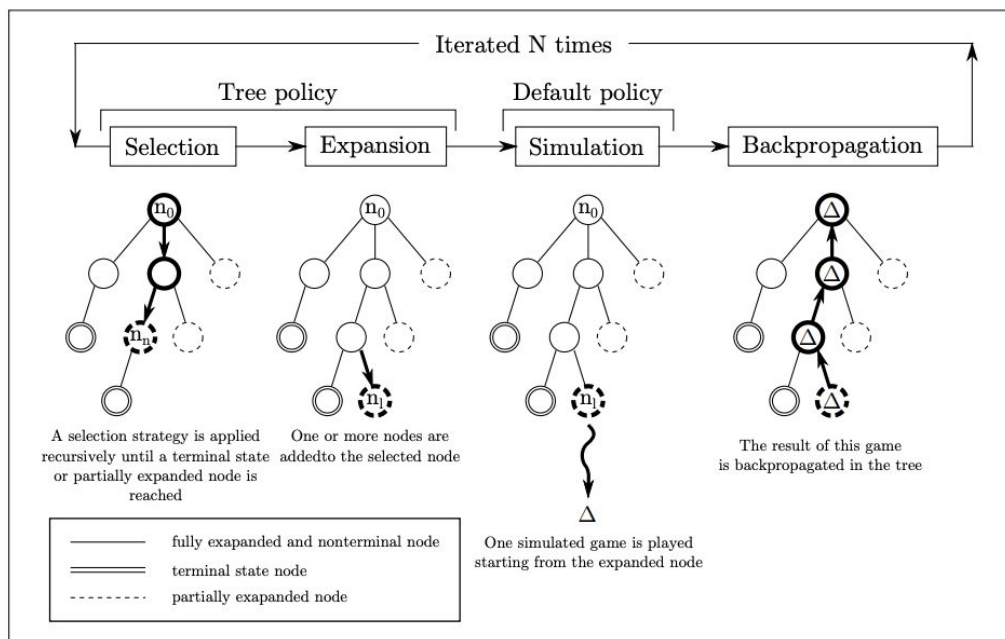 Iterated N times
Tree policy
Default policy
Selection
Expansion
Simulation
Backpropagation
n0
n0
n0
Δ
Δ
nn
Δ
nl
nl
Δ
A selection strategy is applied
recursively until a terminal state
or partially expanded node is
reached
One or more nodes are
addedto the selected node
Δ
One simulated game is played
starting from the expanded node
The result of this game
is backpropagated in the tree
fully exapanded and nonterminal node
terminal state node
partially exapanded node